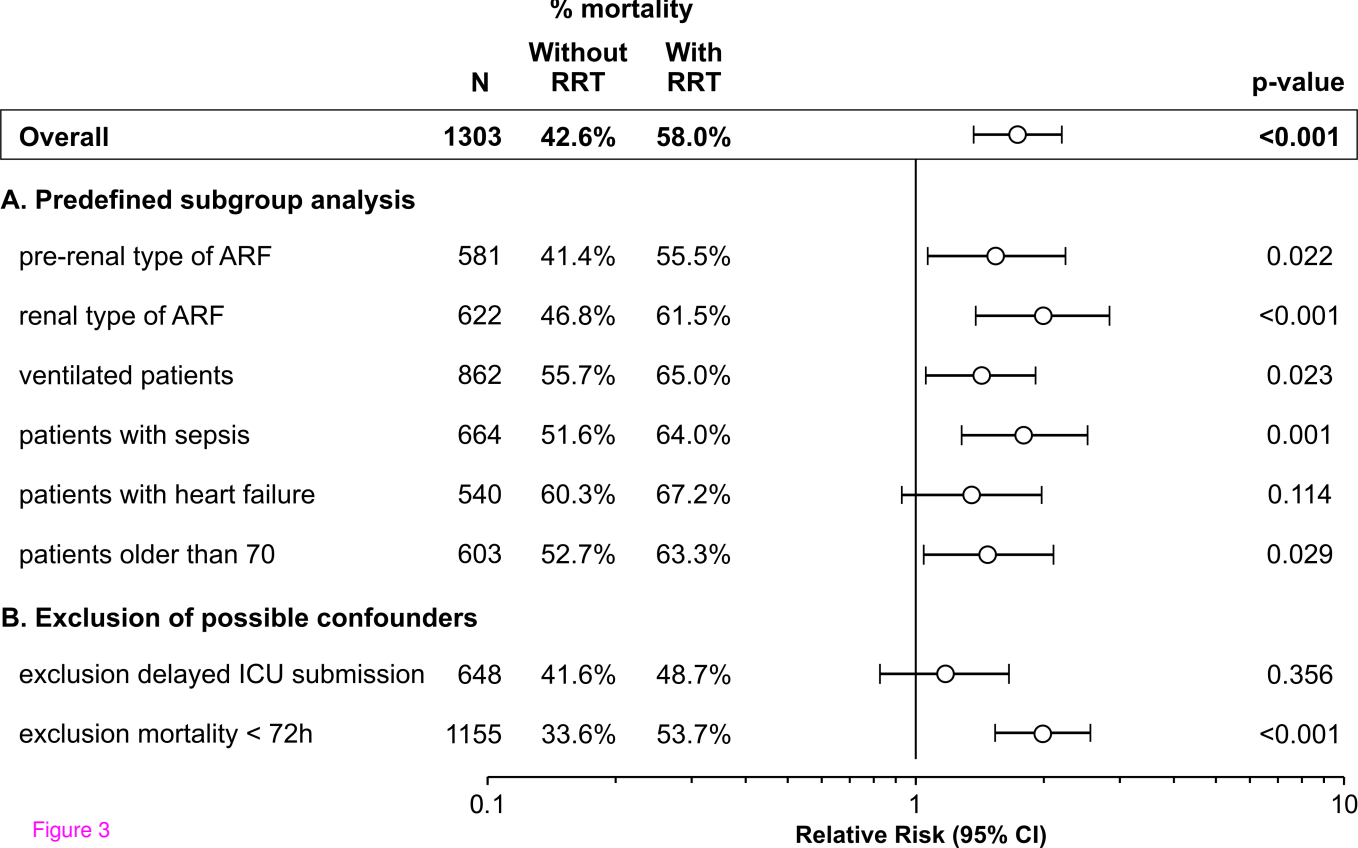 % mortality
Without With
N RRT RRT p-value
Overall 1303 42.6% 58.0% <0.001
A. Predefined subgroup analysis
pre-renal type of ARF 581 41.4% 55.5% 0.022
renal type of ARF 622 46.8% 61.5% <0.001
ventilated patients 862 55.7% 65.0% 0.023
patients with sepsis 664 51.6% 64.0% 0.001
patients with heart failure 540 60.3% 67.2% 0.114
patients older than 70 603 52.7% 63.3% 0.029
B. Exclusion of possible confounders
exclusion delayed ICU submission 648 41.6% 48.7% 0.356
exclusion mortality < 72h 1155 33.6% 53.7% <0.001
0.1 1 10
Figure 3 Relative Risk (95% CI)